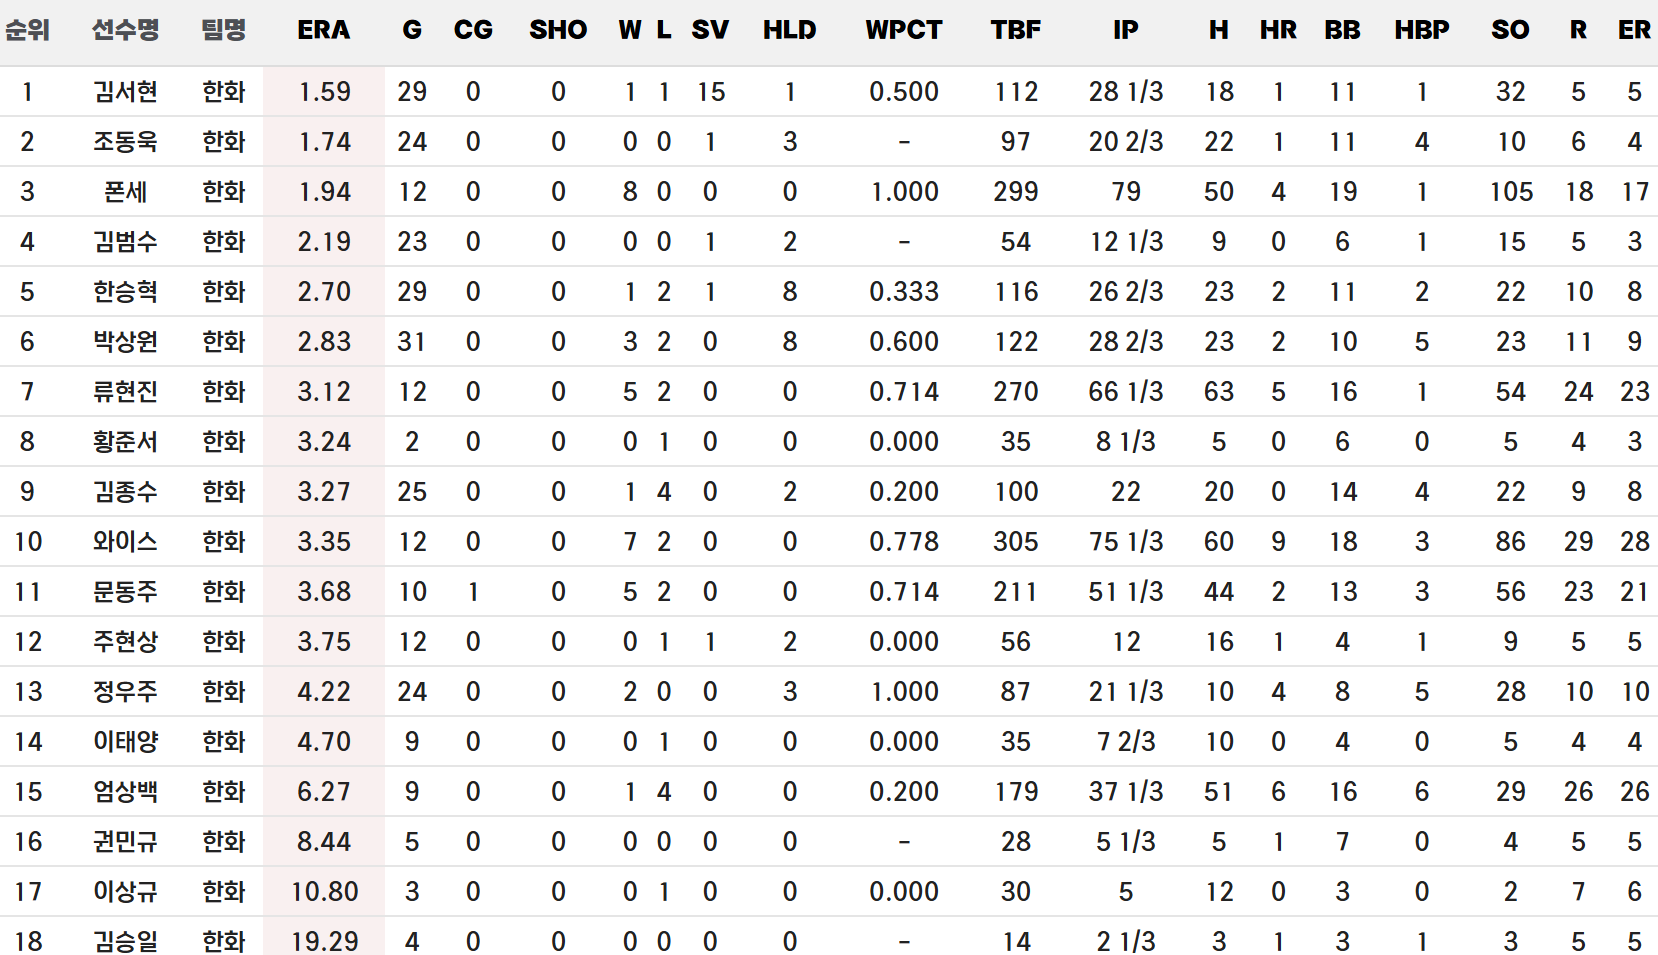 순위 선수명 팀명 ERA G CG SHO W L SV HLD WPCT TBF IP H HR BB HBP SO R ER
1 김서현 한화 1.59 29 0 0 1 1 15 1 0.500 112 28 1/3 18 1 11 1 32 5 5
2 조동욱 한화 1.74 24 0 0 0 0 1 3 - 97 20 2/3 22 1 11 4 10 6 4
3 폰세 한화 1.94 12 0 0 8 0 0 0 1.000 299 79 50 4 19 1 105 18 17
4 김범수 한화 2.19 23 0 0 0 0 1 2 - 54 12 1/3 9 0 6 1 15 5 3
5 한승혁 한화 2.70 29 0 0 1 2 1 8 0.333 116 26 2/3 23 2 11 2 22 10 8
6 박상원 한화 2.83 31 0 0 3 2 0 8 0.600 122 28 2/3 23 2 10 5 23 11 9
7 류현진 한화 3.12 12 0 0 5 2 0 0 0.714 270 66 1/3 63 5 16 1 54 24 23
8 황준서 한화 3.24 2 0 0 0 1 0 0 0.000 35 8 1/3 5 0 6 0 5 4 3
9 김종수 한화 3.27 25 0 0 1 4 0 2 0.200 100 22 20 0 14 4 22 9 8
10 와이스 한화 3.35 12 0 0 7 2 0 0 0.778 305 75 1/3 60 9 18 3 86 29 28
11 문동주 한화 3.68 10 1 0 5 2 0 0 0.714 211 51 1/3 44 2 13 3 56 23 21
12 주현상 한화 3.75 12 0 0 0 1 1 2 0.000 56 12 16 1 4 1 9 5 5
13 정우주 한화 4.22 24 0 0 2 0 0 3 1.000 87 21 1/3 10 4 8 5 28 10 10
14 이태양 한화 4.70 9 0 0 0 1 0 0 0.000 35 7 2/3 10 0 4 0 5 4 4
15 엄상백 한화 6.27 9 0 0 1 4 0 0 0.200 179 37 1/3 51 6 16 6 29 26 26
16 권민규 한화 8.44 5 0 0 0 0 0 0 - 28 5 1/3 5 1 7 0 4 5 5
17 이상규 한화 10.80 3 0 0 0 1 0 0 0.000 30 5 12 0 3 0 2 7 6
18 김승일 한화 19.29 4 0 0 0 0 0 0 - 14 2 1/3 3 1 3 1 3 5 5